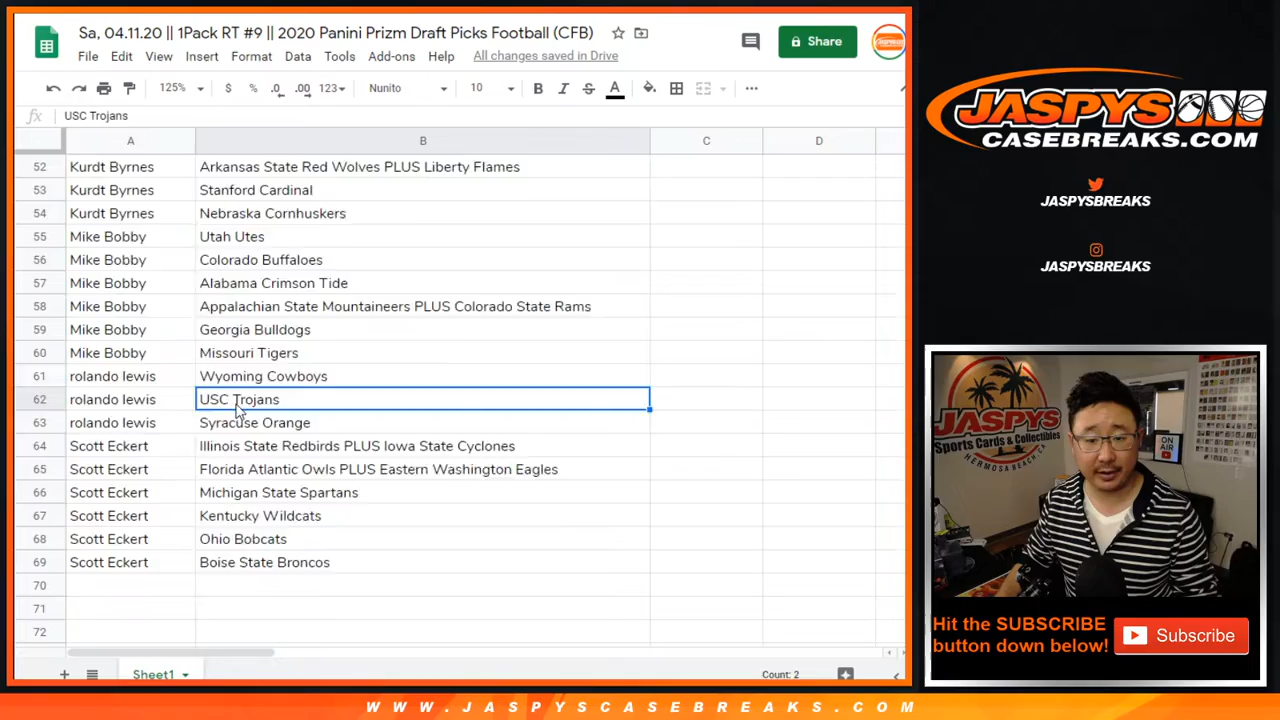 Sa, 04.11.20 || 1Pack RT #9 || 2020 Panini Prizm Draft Picks Football (CFB)
File Edit View Insert Format Data Tools Add-ons Help All changes saved in Drive
Share
125% $ % .0 .00 123 Nunito 10 B I S A
fx USC Trojans
A B C D
52 Kurdt Byrnes Arkansas State Red Wolves PLUS Liberty Flames
53 Kurdt Byrnes Stanford Cardinal
54 Kurdt Byrnes Nebraska Cornhuskers
55 Mike Bobby Utah Utes
56 Mike Bobby Colorado Buffaloes
57 Mike Bobby Alabama Crimson Tide
58 Mike Bobby Appalachian State Mountaineers PLUS Colorado State Rams
59 Mike Bobby Georgia Bulldogs
60 Mike Bobby Missouri Tigers
61 rolando lewis Wyoming Cowboys
62 rolando lewis USC Trojans
63 rolando lewis Syracuse Orange
64 Scott Eckert Illinois State Redbirds PLUS Iowa State Cyclones
65 Scott Eckert Florida Atlantic Owls PLUS Eastern Washington Eagles
66 Scott Eckert Michigan State Spartans
67 Scott Eckert Kentucky Wildcats
68 Scott Eckert Ohio Bobcats
69 Scott Eckert Boise State Broncos
70
71
72
Sheet1 Count: 2
JASPYS
CASEBREAKS.COM
JASPYSBREAKS
JASPYSBREAKS
JASPYS
Sports Cards & Collectibles
HERMOSA BEACH, CA
ON AIR
Hit the SUBSCRIBE
button down below!
Subscribe
WWW.JASPYSCASEBREAKS.COM